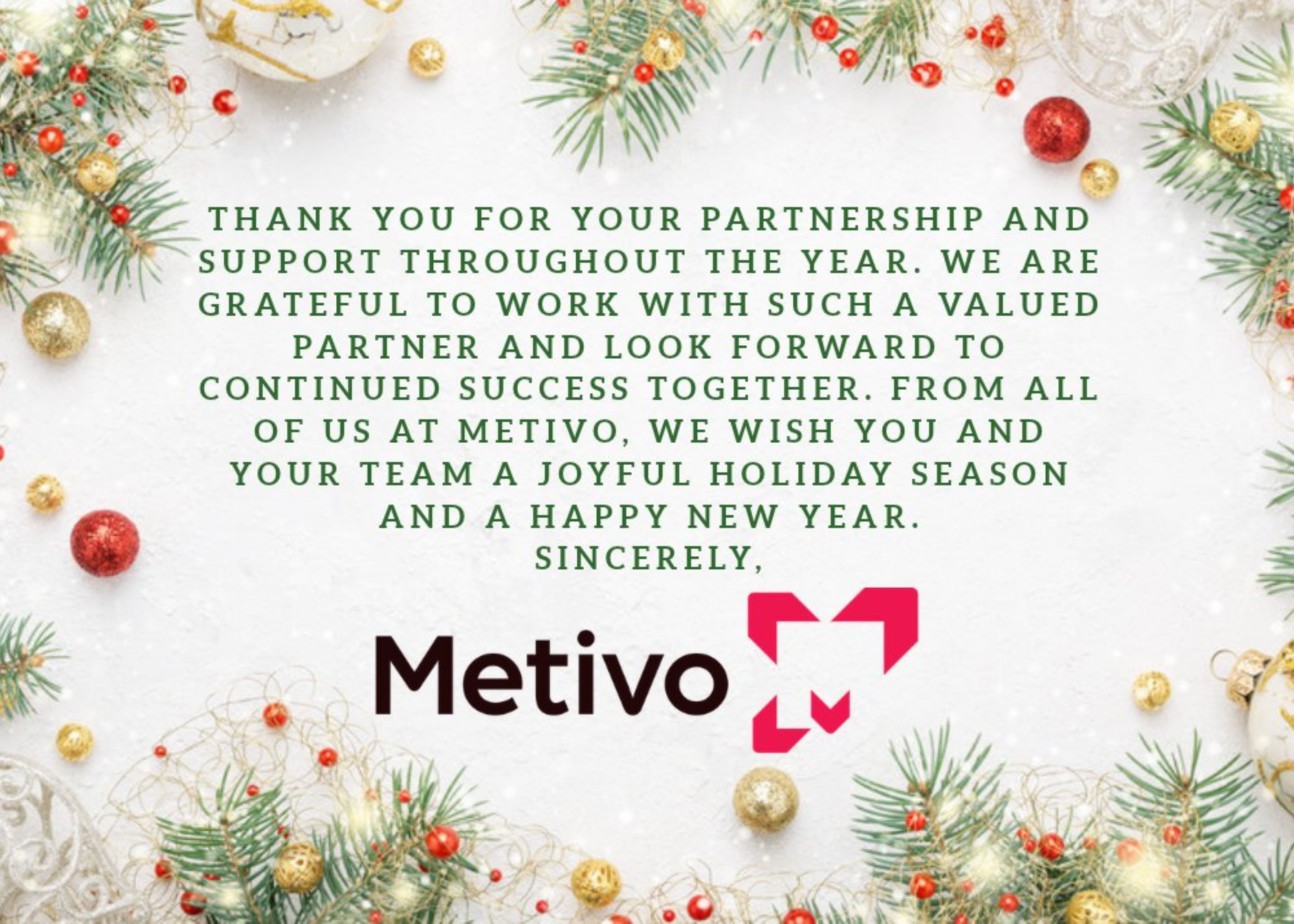 THANK YOU FOR YOUR PARTNERSHIP AND
SUPPORT THROUGHOUT THE YEAR. WE ARE
GRATEFUL TO WORK WITH SUCH A VALUED
PARTNER AND LOOK FORWARD TO
CONTINUED SUCCESS TOGETHER. FROM ALL
OF US AT METIVO, WE WISH YOU AND
YOUR TEAM A JOYFUL HOLIDAY SEASON
AND A HAPPY NEW YEAR.
SINCERELY,
Metivo